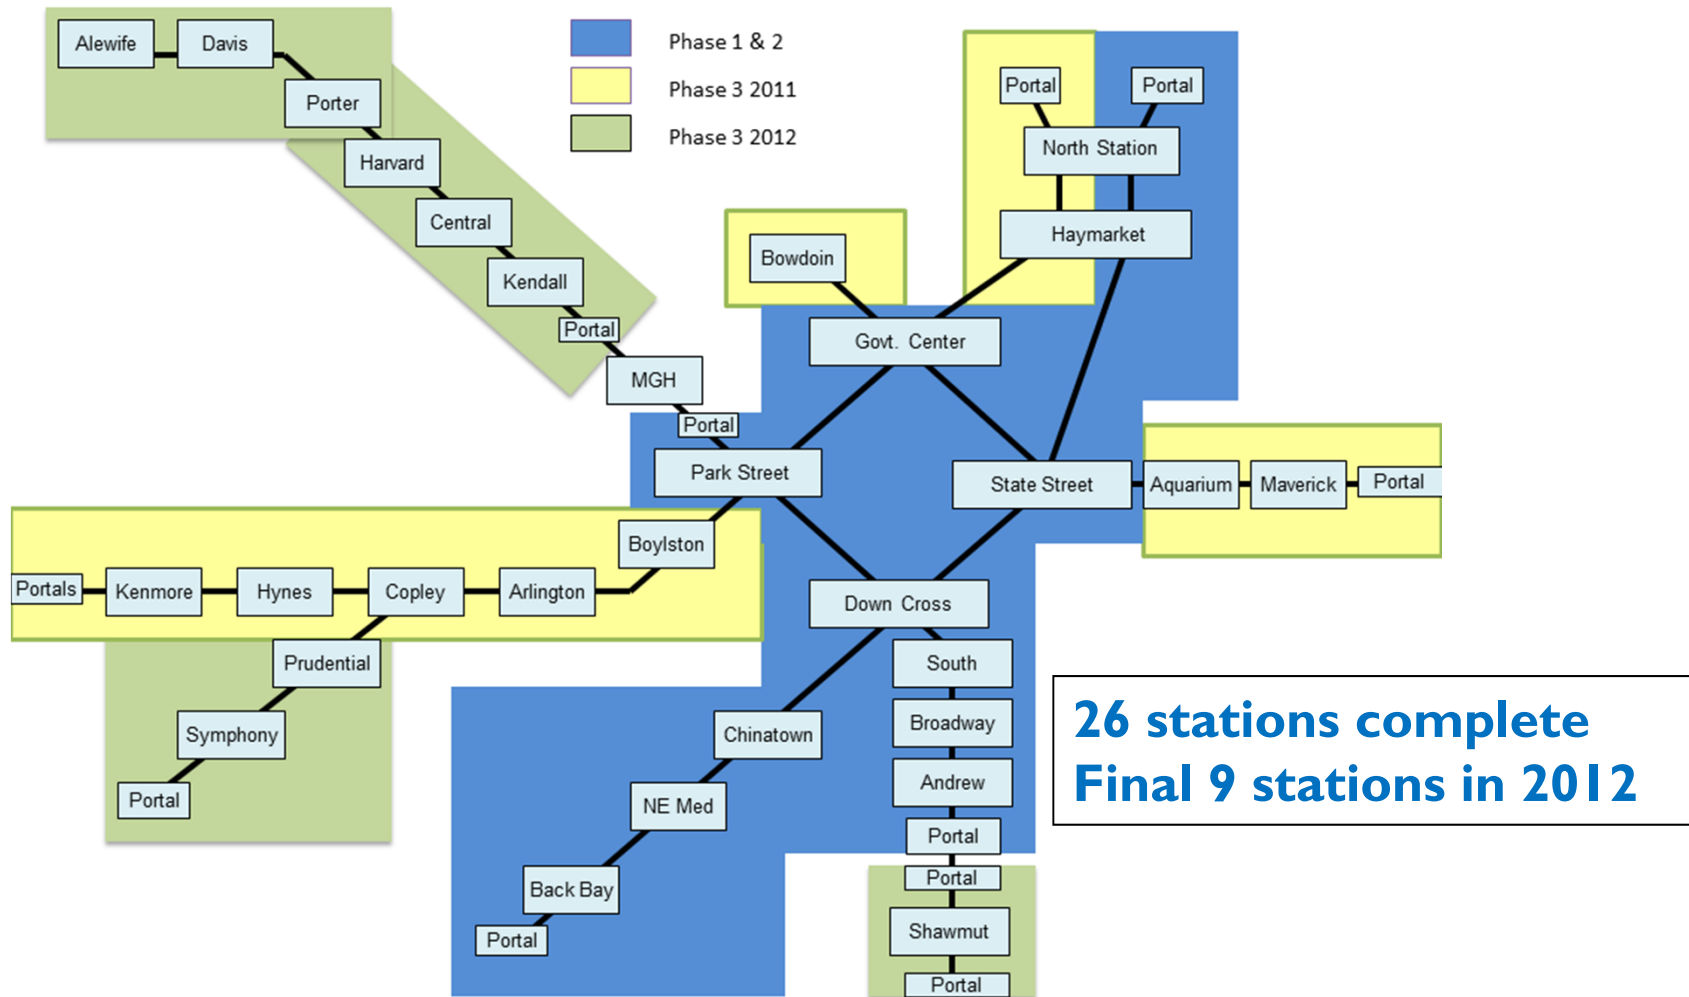 Alewife
Davis
Porter
Harvard
Central
Kendall
Portal
MGH
Portal
Phase 1 & 2
Phase 3 2011
Phase 3 2012
Portal
Portal
North Station
Haymarket
Bowdoin
Govt. Center
Park Street
State Street
Aquarium
Maverick
Portal
Boylston
Portals
Kenmore
Hynes
Copley
Arlington
Down Cross
Prudential
Symphony
Portal
South
Broadway
Andrew
Portal
Portal
Shawmut
Portal
Chinatown
NE Med
Back Bay
Portal
26 stations complete
Final 9 stations in 2012